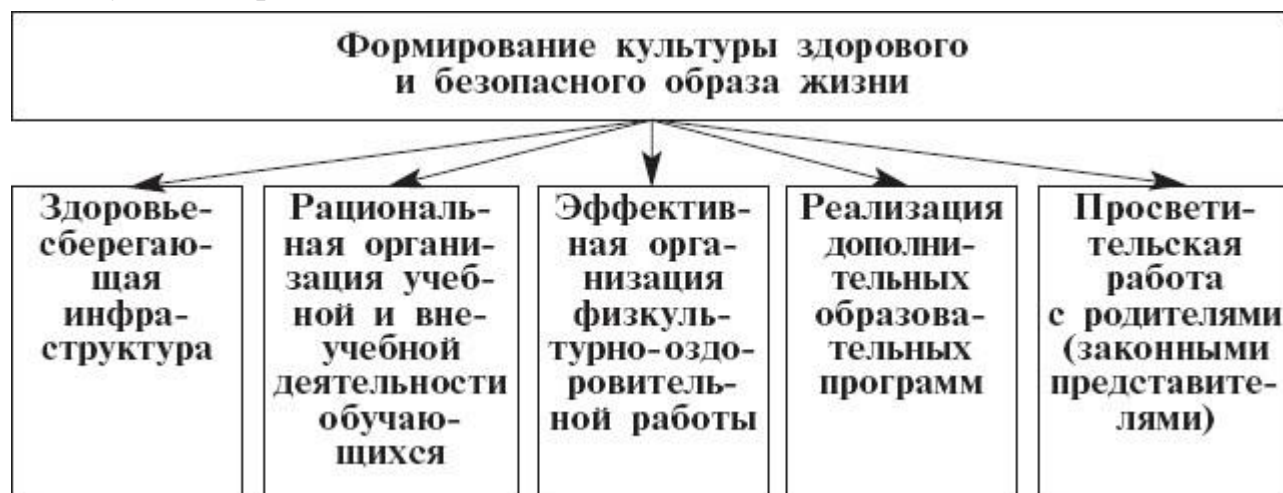 Формирование культуры здорового
и безопасного образа жизни
Здоровье-
сберегаю-
щая
инфра-
структура
Рациональ-
ная органи-
зация учеб-
ной и вне-
учебной
деятельности
обучаю-
щихся
Эффектив-
ная орга-
низация
физкуль-
турно-оздо-
ровитель-
ной работы
Реализация
дополни-
тельных
образова-
тельных
программ
Просвети-
тельская
работа
с родителями
(законными
представите-
лями)